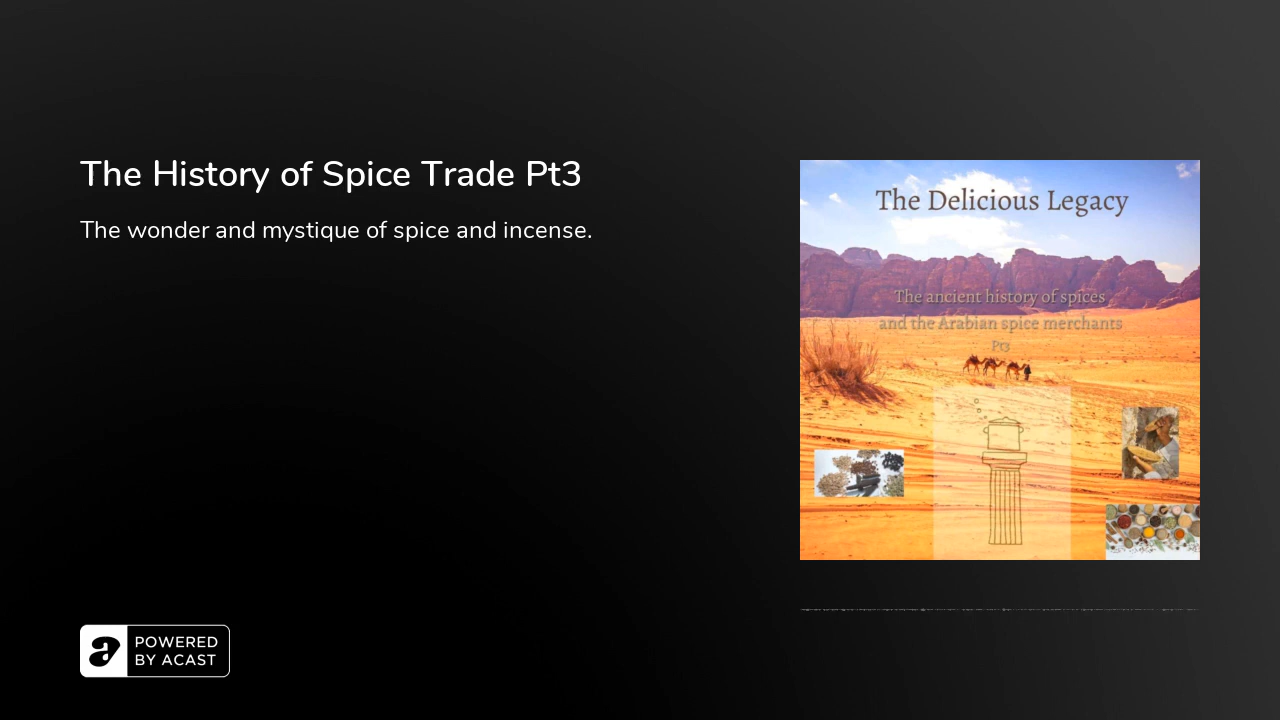 The History of Spice Trade Pt3
The wonder and mystique of spice and incense.
The Delicious Legacy
The ancient history of spices
and the Arabian spice merchants
Pt3
POWERED
BY ACAST